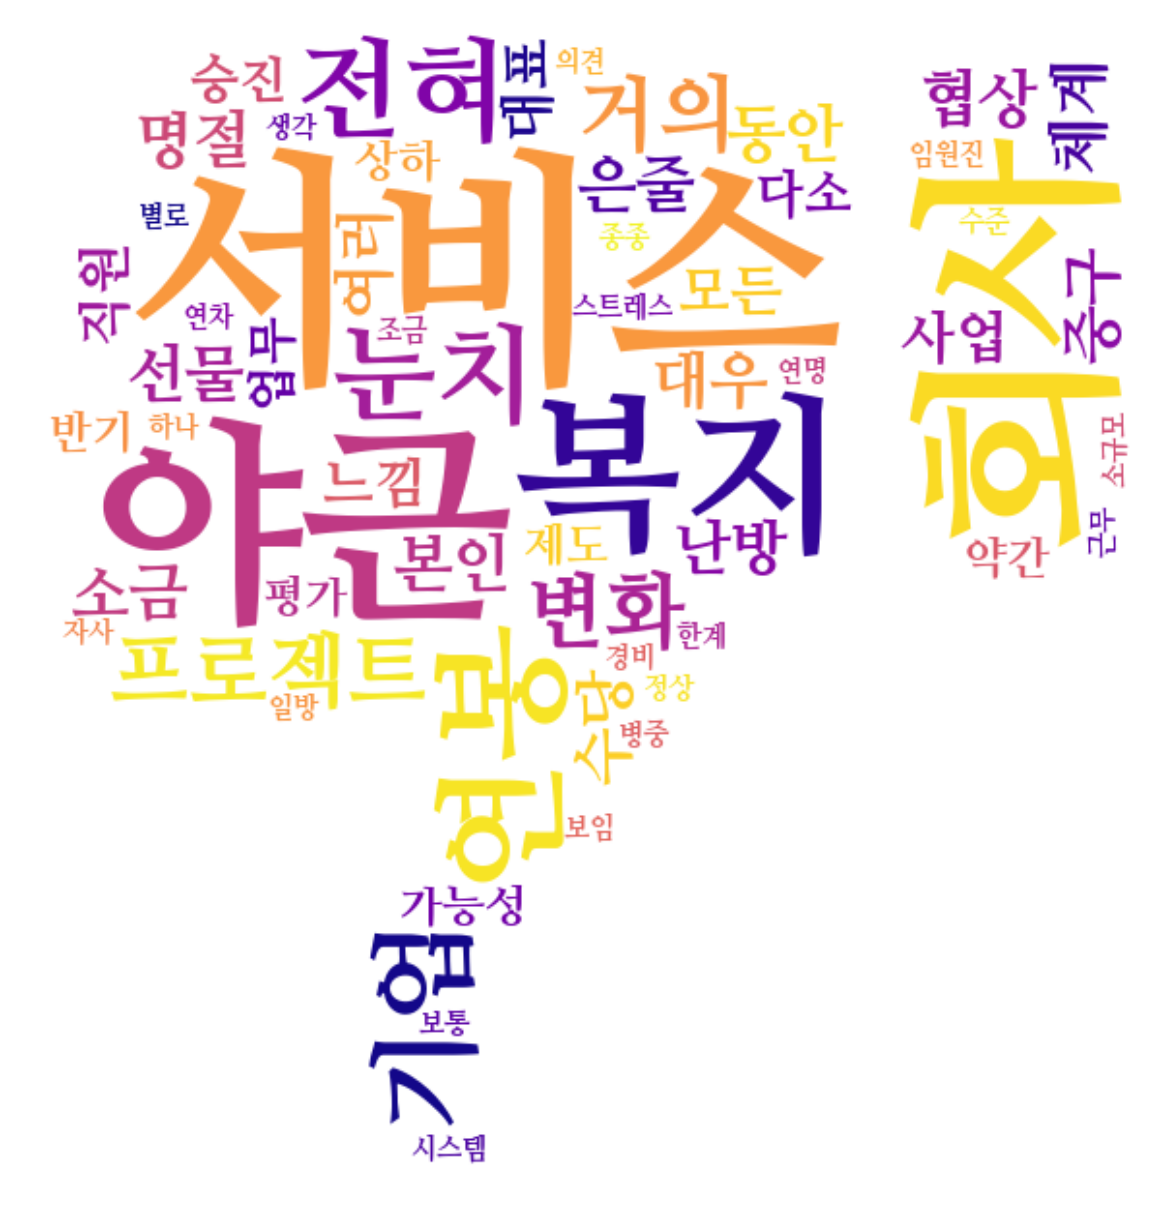 승진
전혀
대표
의견
거의
동안
협상
체계
명절
생각
상하
은줄
다소
임원진
회사
수준
별로
서비스
여러
종종
모든
직원
연차
조금
스트레스
사업
중구
선물
업무
눈치
대우
연명
반기
하나
야근
느낌
복지
소규모
본인
제도
난방
근무
약간
소금
평가
변화
자사
프로젝트
한계
일방
연봉
경비
수당
정상
병중
보임
가능성
기업
보통
시스템